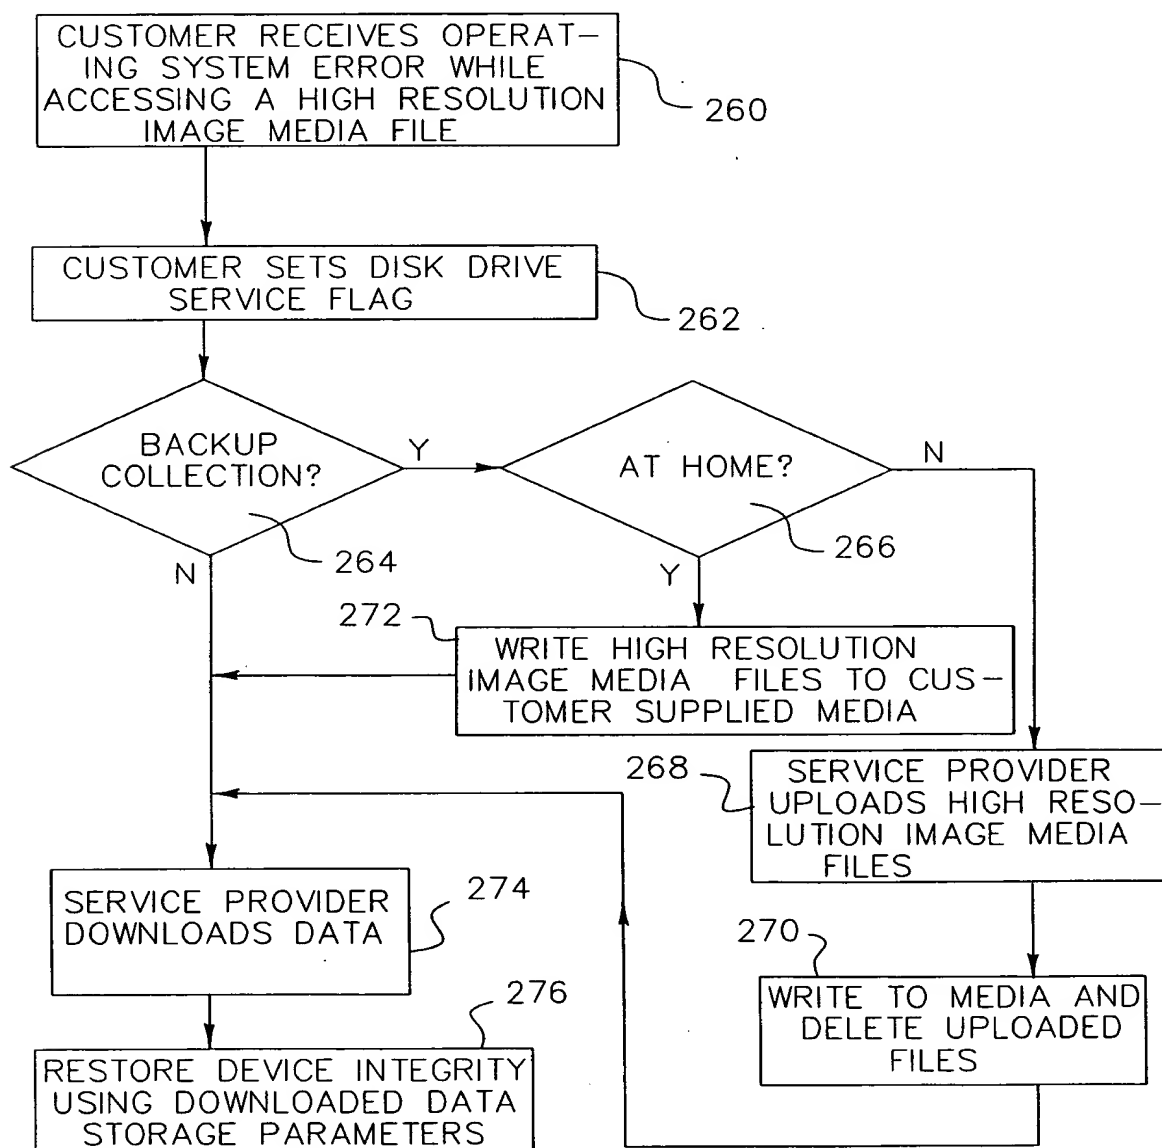 CUSTOMER RECEIVES OPERAT-
ING SYSTEM ERROR WHILE
ACCESSING A HIGH RESOLUTION
IMAGE MEDIA FILE
260
CUSTOMER SETS DISK DRIVE
SERVICE FLAG
262
BACKUP
COLLECTION?
264
Y
N
AT HOME?
266
N
Y
272
WRITE HIGH RESOLUTION
IMAGE MEDIA FILES TO CUS-
TOMER SUPPLIED MEDIA
268
SERVICE PROVIDER
UPLOADS HIGH RESO-
LUTION IMAGE MEDIA
FILES
SERVICE PROVIDER
DOWNLOADS DATA
274
270
WRITE TO MEDIA AND
DELETE UPLOADED
FILES
276
RESTORE DEVICE INTEGRITY
USING DOWNLOADED DATA
STORAGE PARAMETERS